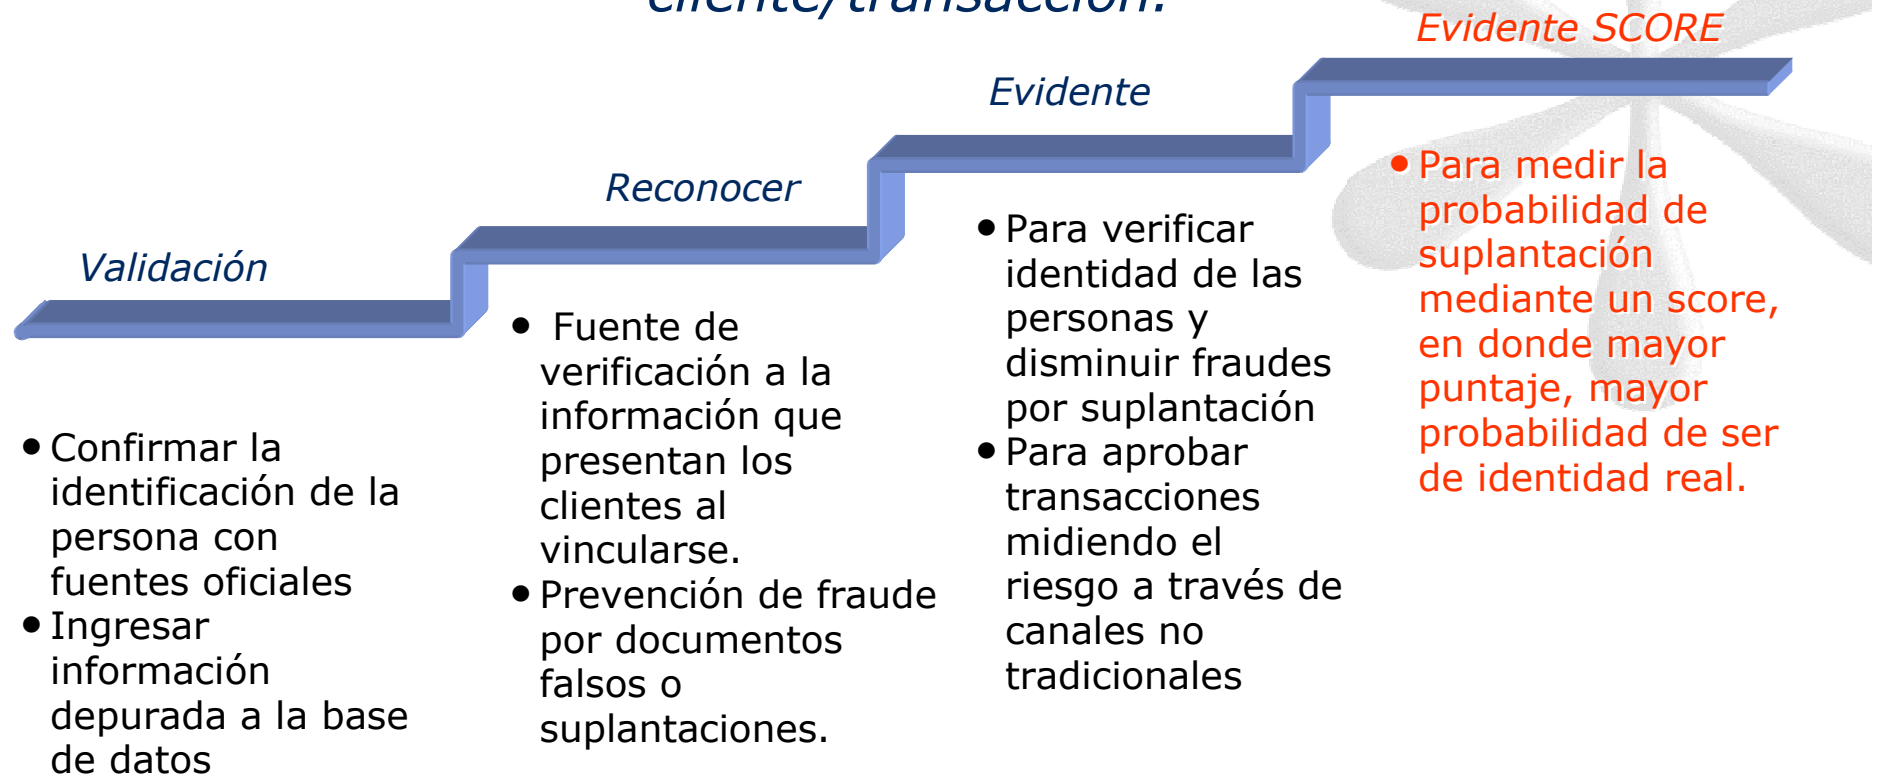 cliente/transacción.
Evidente SCORE
Evidente
Reconocer
Validación
• Confirmar la
identificación de la
persona con
fuentes oficiales
• Ingresar
información
depurada a la base
de datos
• Fuente de
verificación a la
información que
presentan los
clientes al
vincularse.
• Prevención de fraude
por documentos
falsos o
suplantaciones.
• Para verificar
identidad de las
personas y
disminuir fraudes
por suplantación
• Para aprobar
transacciones
midiendo el
riesgo a través de
canales no
tradicionales
• Para medir la
probabilidad de
suplantación
mediante un score,
en donde mayor
puntaje, mayor
probabilidad de ser
de identidad real.